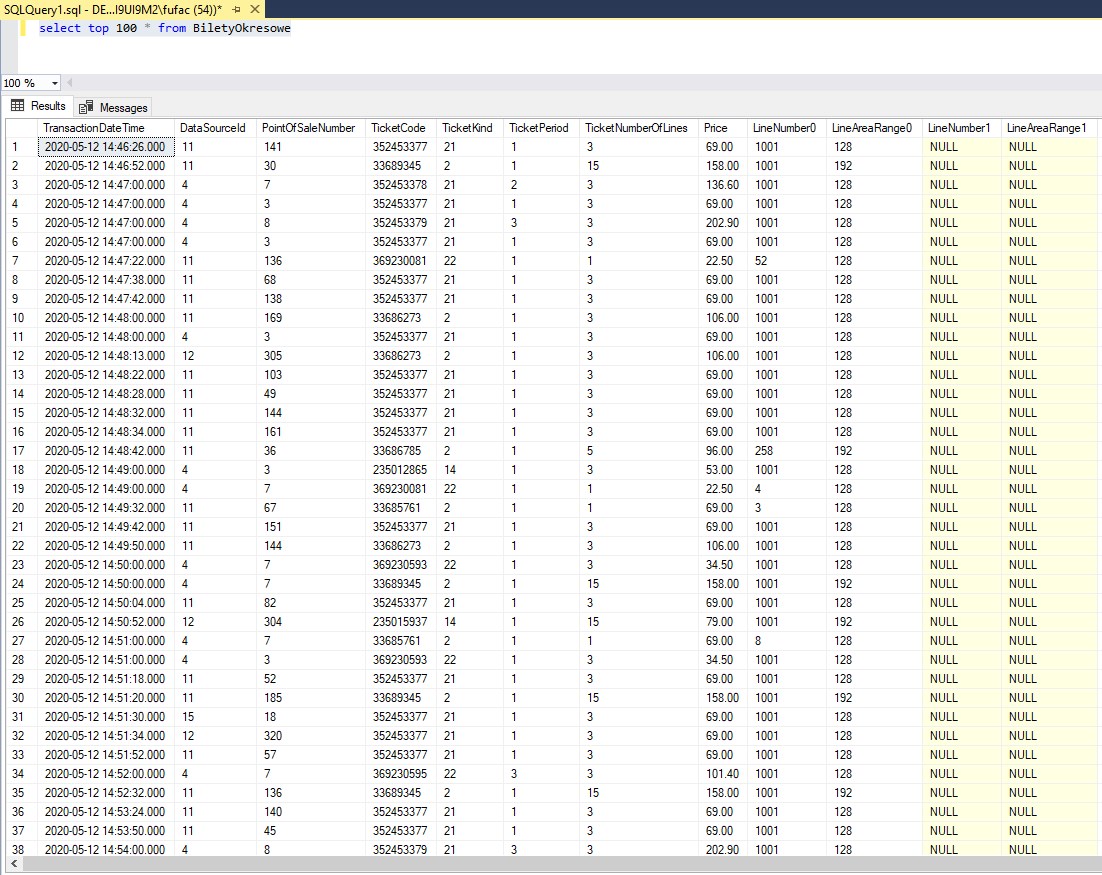 SQLQuery1.sql - DE...I9UI9M2\fufac (54))*
select top 100 * from BiletyOkresowe
100 %
Results Messages
TransactionDateTime DataSourceId PointOfSaleNumber TicketCode TicketKind TicketPeriod TicketNumberOfLines Price LineNumber0 LineAreaRange0 LineNumber1 LineAreaRange1
1 2020-05-12 14:46:26.000 11 141 352453377 21 1 3 69.00 1001 128 NULL NULL
2 2020-05-12 14:46:52.000 11 30 33689345 2 1 15 158.00 1001 192 NULL NULL
3 2020-05-12 14:47:00.000 4 7 352453378 21 2 3 136.60 1001 128 NULL NULL
4 2020-05-12 14:47:00.000 4 3 352453377 21 1 3 69.00 1001 128 NULL NULL
5 2020-05-12 14:47:00.000 4 8 352453379 21 3 3 202.90 1001 128 NULL NULL
6 2020-05-12 14:47:00.000 4 3 352453377 21 1 3 69.00 1001 128 NULL NULL
7 2020-05-12 14:47:22.000 11 136 369230081 22 1 1 22.50 52 128 NULL NULL
8 2020-05-12 14:47:38.000 11 68 352453377 21 1 3 69.00 1001 128 NULL NULL
9 2020-05-12 14:47:42.000 11 138 352453377 21 1 3 69.00 1001 128 NULL NULL
10 2020-05-12 14:48:00.000 11 169 33686273 2 1 3 106.00 1001 128 NULL NULL
11 2020-05-12 14:48:00.000 4 3 352453377 21 1 3 69.00 1001 128 NULL NULL
12 2020-05-12 14:48:13.000 12 305 33686273 2 1 3 106.00 1001 128 NULL NULL
13 2020-05-12 14:48:22.000 11 103 352453377 21 1 3 69.00 1001 128 NULL NULL
14 2020-05-12 14:48:28.000 11 49 352453377 21 1 3 69.00 1001 128 NULL NULL
15 2020-05-12 14:48:32.000 11 144 352453377 21 1 3 69.00 1001 128 NULL NULL
16 2020-05-12 14:48:34.000 11 161 352453377 21 1 3 69.00 1001 128 NULL NULL
17 2020-05-12 14:48:42.000 11 36 33686785 2 1 5 96.00 258 192 NULL NULL
18 2020-05-12 14:49:00.000 4 3 235012865 14 1 3 53.00 1001 128 NULL NULL
19 2020-05-12 14:49:00.000 4 7 369230081 22 1 1 22.50 4 128 NULL NULL
20 2020-05-12 14:49:32.000 11 67 33685761 2 1 1 69.00 3 128 NULL NULL
21 2020-05-12 14:49:42.000 11 151 352453377 21 1 3 69.00 1001 128 NULL NULL
22 2020-05-12 14:49:50.000 11 144 33686273 2 1 3 106.00 1001 128 NULL NULL
23 2020-05-12 14:50:00.000 4 7 369230593 22 1 3 34.50 1001 128 NULL NULL
24 2020-05-12 14:50:00.000 4 7 33689345 2 1 15 158.00 1001 192 NULL NULL
25 2020-05-12 14:50:04.000 11 82 352453377 21 1 3 69.00 1001 128 NULL NULL
26 2020-05-12 14:50:52.000 12 304 235015937 14 1 15 79.00 1001 192 NULL NULL
27 2020-05-12 14:51:00.000 4 7 33685761 2 1 1 69.00 8 128 NULL NULL
28 2020-05-12 14:51:00.000 4 3 369230593 22 1 3 34.50 1001 128 NULL NULL
29 2020-05-12 14:51:18.000 11 52 352453377 21 1 3 69.00 1001 128 NULL NULL
30 2020-05-12 14:51:20.000 11 185 33689345 2 1 15 158.00 1001 192 NULL NULL
31 2020-05-12 14:51:30.000 15 18 352453377 21 1 3 69.00 1001 128 NULL NULL
32 2020-05-12 14:51:34.000 12 320 352453377 21 1 3 69.00 1001 128 NULL NULL
33 2020-05-12 14:51:52.000 11 57 352453377 21 1 3 69.00 1001 128 NULL NULL
34 2020-05-12 14:52:00.000 4 7 369230595 22 3 3 101.40 1001 128 NULL NULL
35 2020-05-12 14:52:32.000 11 136 33689345 2 1 15 158.00 1001 192 NULL NULL
36 2020-05-12 14:53:24.000 11 140 352453377 21 1 3 69.00 1001 128 NULL NULL
37 2020-05-12 14:53:50.000 11 45 352453377 21 1 3 69.00 1001 128 NULL NULL
38 2020-05-12 14:54:00.000 4 8 352453379 21 3 3 202.90 1001 128 NULL NULL